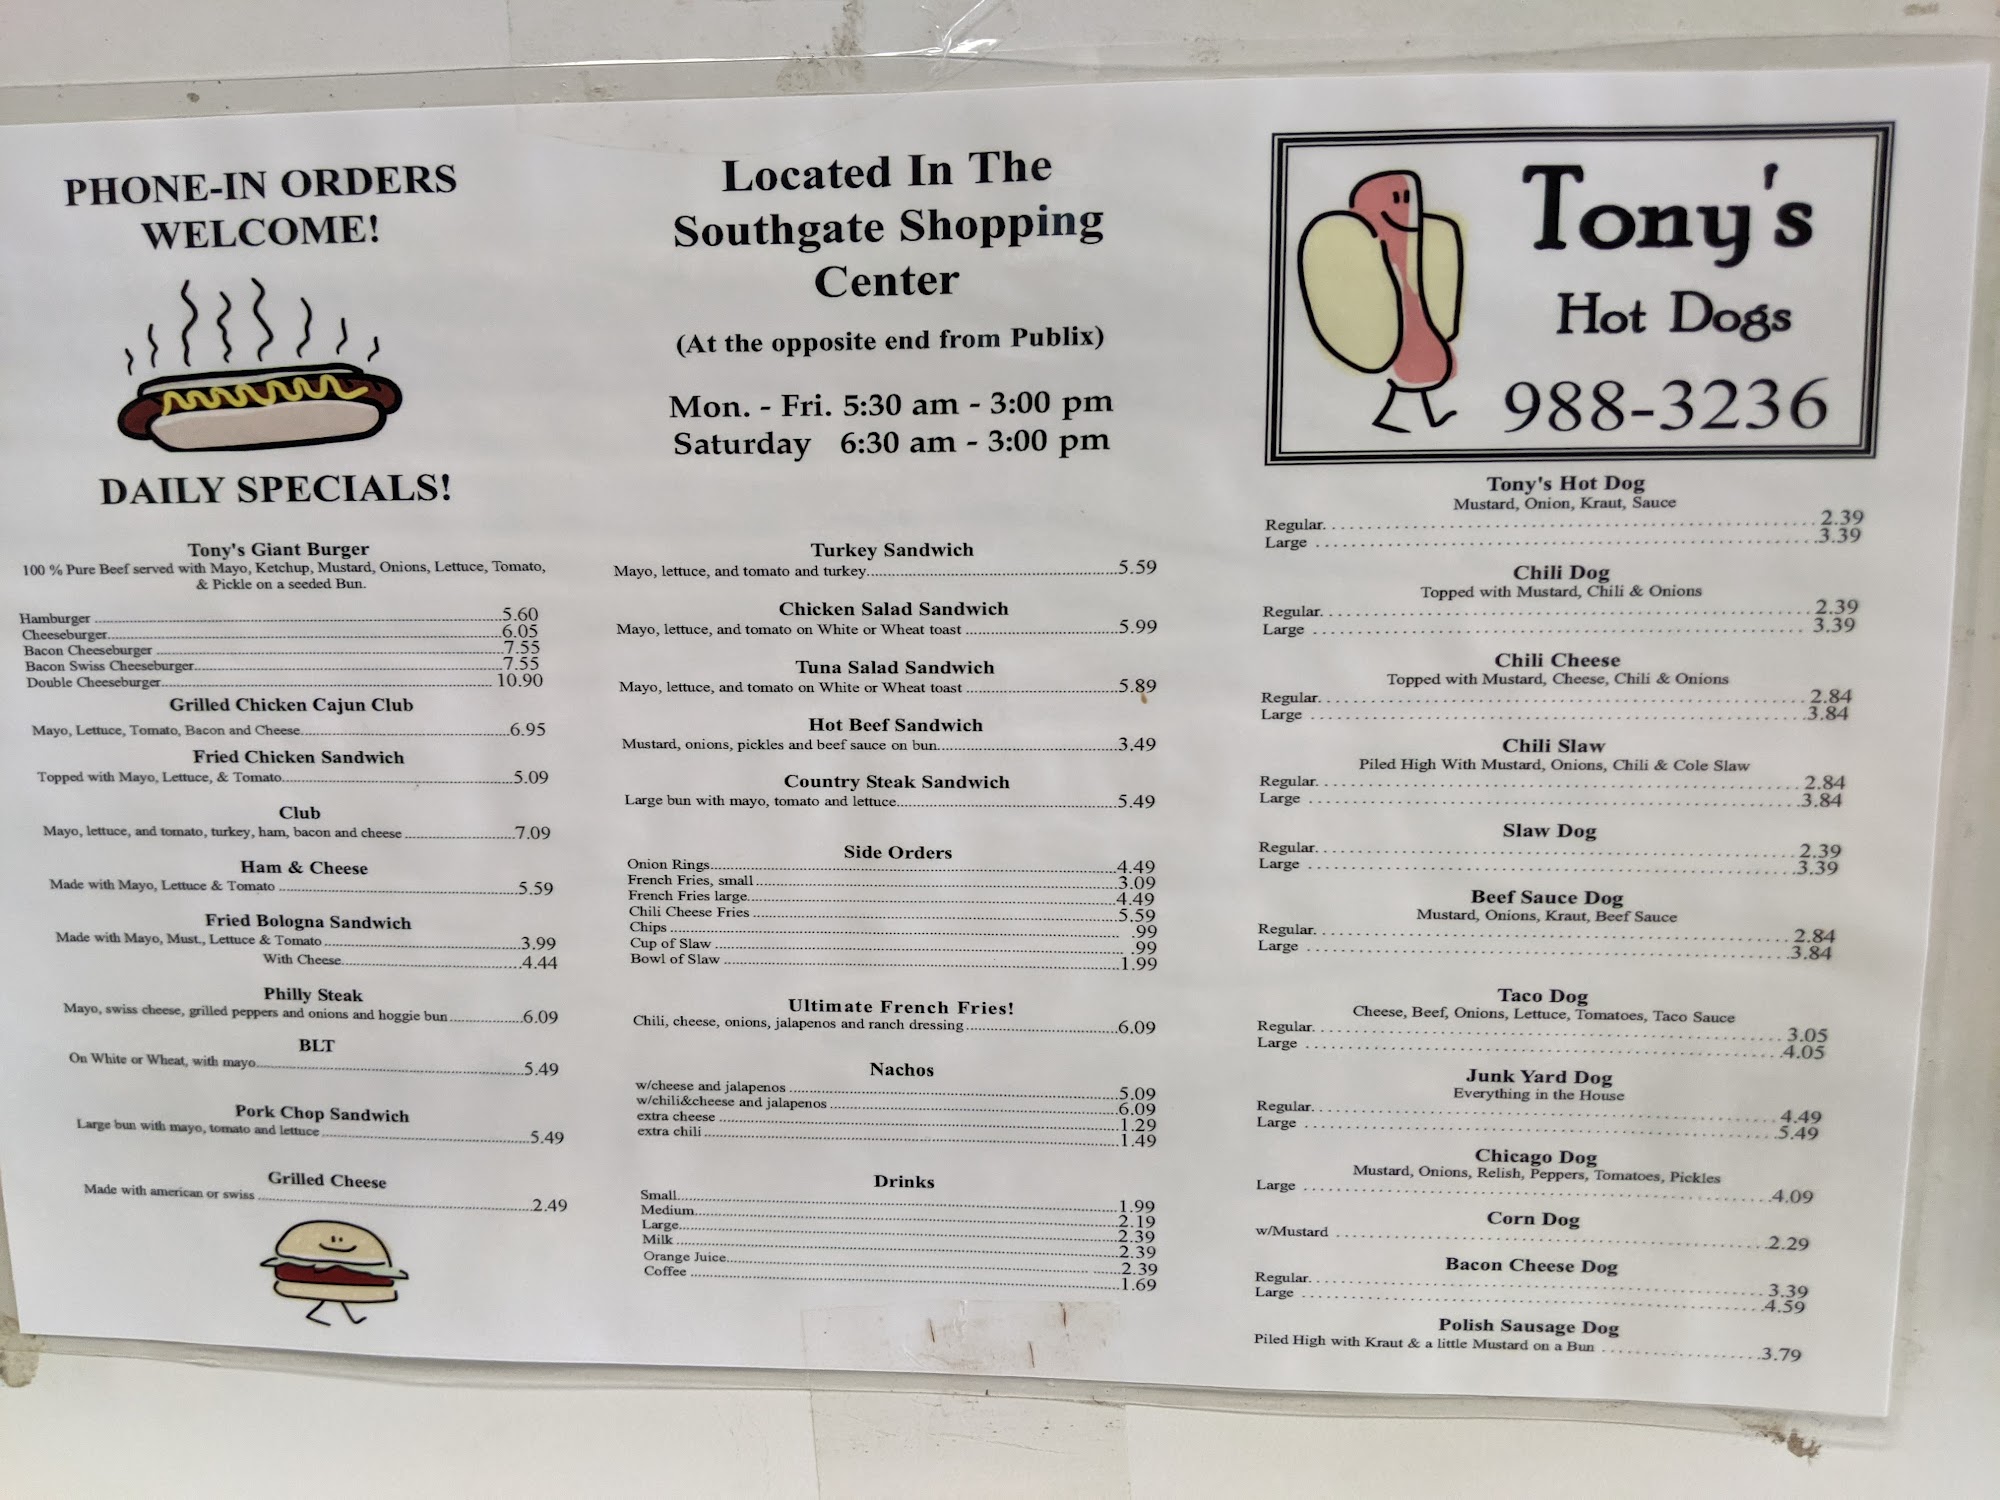 PHONE-IN ORDERS
WELCOME!
DAILY SPECIALS!
Tony's Giant Burger
100 % Pure Beef served with Mayo, Ketchup, Mustard, Onions, Lettuce, Tomato,
& Pickle on a seeded Bun.
Hamburger 5.60
Cheeseburger 6.05
Bacon Cheeseburger 7.55
Bacon Swiss Cheeseburger 7.55
Double Cheeseburger 10.90
Grilled Chicken Cajun Club
Mayo, Lettuce, Tomato, Bacon and Cheese 6.95
Fried Chicken Sandwich
Topped with Mayo, Lettuce, & Tomato 5.09
Club
Mayo, lettuce, and tomato, turkey, ham, bacon and cheese 7.09
Ham & Cheese
Made with Mayo, Lettuce & Tomato 5.59
Fried Bologna Sandwich
Made with Mayo, Must., Lettuce & Tomato 3.99
With Cheese 4.44
Philly Steak
Mayo, swiss cheese, grilled peppers and onions and hoggie bun 6.09
BLT
On White or Wheat, with mayo 5.49
Pork Chop Sandwich
Large bun with mayo, tomato and lettuce 5.49
Grilled Cheese
Made with american or swiss 2.49
Located In The
Southgate Shopping
Center
(At the opposite end from Publix)
Mon. - Fri. 5:30 am - 3:00 pm
Saturday 6:30 am - 3:00 pm
Turkey Sandwich
Mayo, lettuce, and tomato and turkey 5.59
Chicken Salad Sandwich
Mayo, lettuce, and tomato on White or Wheat toast 5.99
Tuna Salad Sandwich
Mayo, lettuce, and tomato on White or Wheat toast 5.89
Hot Beef Sandwich
Mustard, onions, pickles and beef sauce on bun 3.49
Country Steak Sandwich
Large bun with mayo, tomato and lettuce 5.49
Side Orders
Onion Rings 4.49
French Fries, small 3.09
French Fries large 4.49
Chili Cheese Fries 5.59
Chips .99
Cup of Slaw .99
Bowl of Slaw 1.99
Ultimate French Fries!
Chili, cheese, onions, jalapenos and ranch dressing 6.09
Nachos
w/cheese and jalapenos 5.09
w/chili&cheese and jalapenos 6.09
extra cheese 1.29
extra chili 1.49
Drinks
Small 1.99
Medium 2.19
Large 2.39
Milk 2.39
Orange Juice 2.39
Coffee 1.69
Tony's
Hot Dogs
988-3236
Tony's Hot Dog
Mustard, Onion, Kraut, Sauce
Regular 2.39
Large 3.39
Chili Dog
Topped with Mustard, Chili & Onions
Regular 2.39
Large 3.39
Chili Cheese
Topped with Mustard, Cheese, Chili & Onions
Regular 2.84
Large 3.84
Chili Slaw
Piled High With Mustard, Onions, Chili & Cole Slaw
Regular 2.84
Large 3.84
Slaw Dog
Regular 2.39
Large 3.39
Beef Sauce Dog
Mustard, Onions, Kraut, Beef Sauce
Regular 2.84
Large 3.84
Taco Dog
Cheese, Beef, Onions, Lettuce, Tomatoes, Taco Sauce
Regular 3.05
Large 4.05
Junk Yard Dog
Everything in the House
Regular 4.49
Large 5.49
Chicago Dog
Mustard, Onions, Relish, Peppers, Tomatoes, Pickles
Large 4.09
Corn Dog
w/Mustard 2.29
Bacon Cheese Dog
Regular 3.39
Large 4.59
Polish Sausage Dog
Piled High with Kraut & a little Mustard on a Bun 3.79